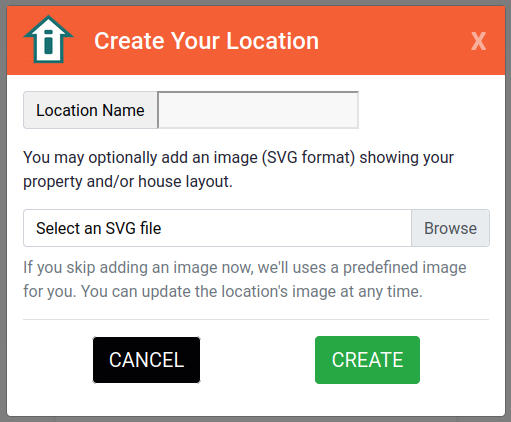 Create Your Location
X
Location Name
You may optionally add an image (SVG format) showing your
property and/or house layout.
Select an SVG file
Browse
If you skip adding an image now, we'll uses a predefined image
for you. You can update the location's image at any time.
CANCEL
CREATE